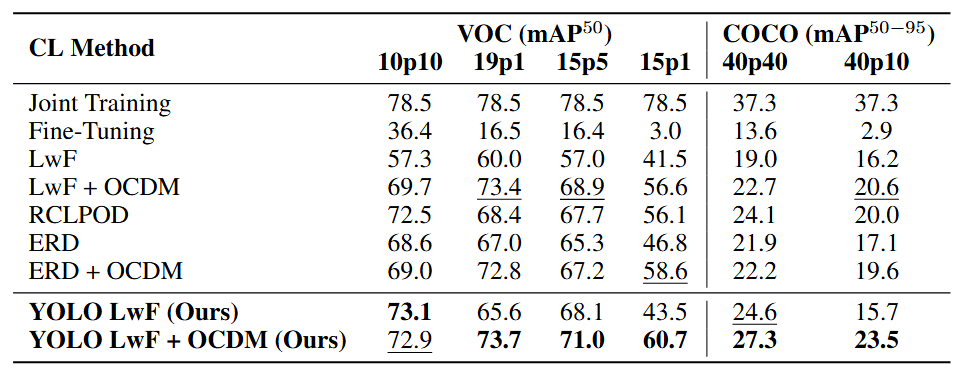 CL Method VOC (mAP^50) COCO (mAP^50−95)
10p10 19p1 15p5 15p1 40p40 40p10
Joint Training 78.5 78.5 78.5 78.5 37.3 37.3
Fine-Tuning 36.4 16.5 16.4 3.0 13.6 2.9
LwF 57.3 60.0 57.0 41.5 19.0 16.2
LwF + OCDM 69.7 73.4 68.9 56.6 22.7 20.6
RCLPOD 72.5 68.4 67.7 56.1 24.1 20.0
ERD 68.6 67.0 65.3 46.8 21.9 17.1
ERD + OCDM 69.0 72.8 67.2 58.6 22.2 19.6
YOLO LwF (Ours) 73.1 65.6 68.1 43.5 24.6 15.7
YOLO LwF + OCDM (Ours) 72.9 73.7 71.0 60.7 27.3 23.5